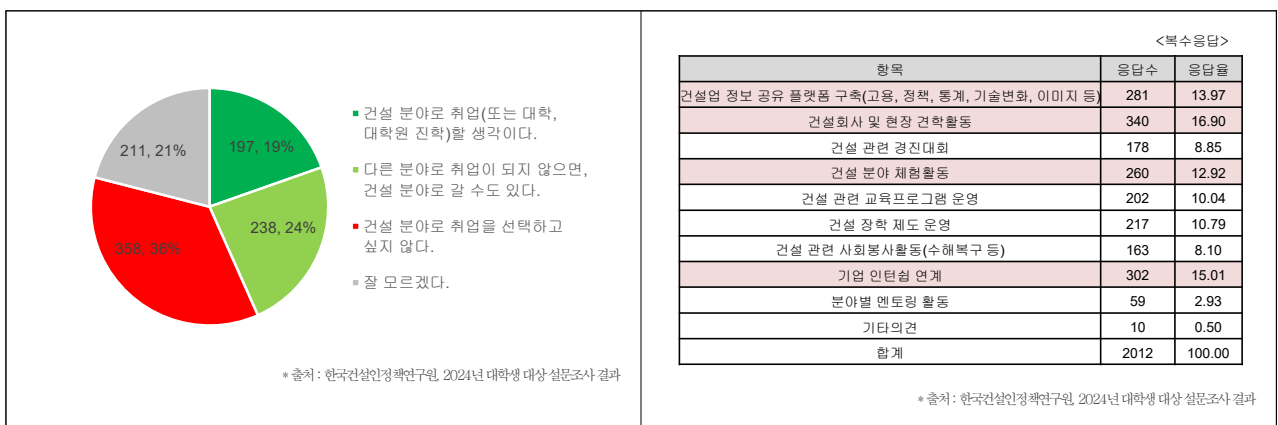 197, 19%
238, 24%
358, 36%
211, 21%
건설 분야로 취업(또는 대학,
대학원 진학)할 생각이다.
다른 분야로 취업이 되지 않으면,
건설 분야로 갈 수도 있다.
건설 분야로 취업을 선택하고
싶지 않다.
잘 모르겠다.
* 출처 : 한국건설인정책연구원, 2024년 대학생 대상 설문조사 결과
<복수응답>
항목 응답수 응답율
건설업 정보 공유 플랫폼 구축(고용, 정책, 통계, 기술변화, 이미지 등) 281 13.97
건설회사 및 현장 견학활동 340 16.90
건설 관련 경진대회 178 8.85
건설 분야 체험활동 260 12.92
건설 관련 교육프로그램 운영 202 10.04
건설 장학 제도 운영 217 10.79
건설 관련 사회봉사활동(수해복구 등) 163 8.10
기업 인턴쉽 연계 302 15.01
분야별 멘토링 활동 59 2.93
기타의견 10 0.50
합계 2012 100.00
* 출처 : 한국건설인정책연구원, 2024년 대학생 대상 설문조사 결과